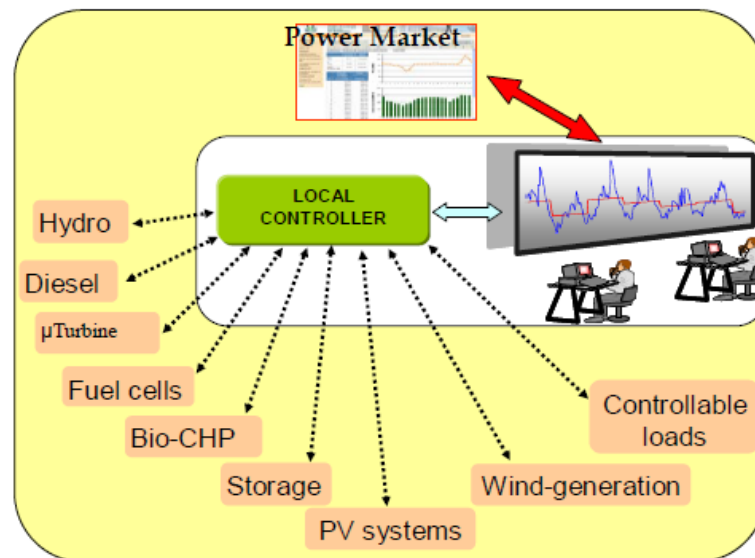 Power Market
LOCAL
CONTROLLER
Hydro
Diesel
µTurbine
Fuel cells
Bio-CHP
Storage
PV systems
Wind-generation
Controllable
loads